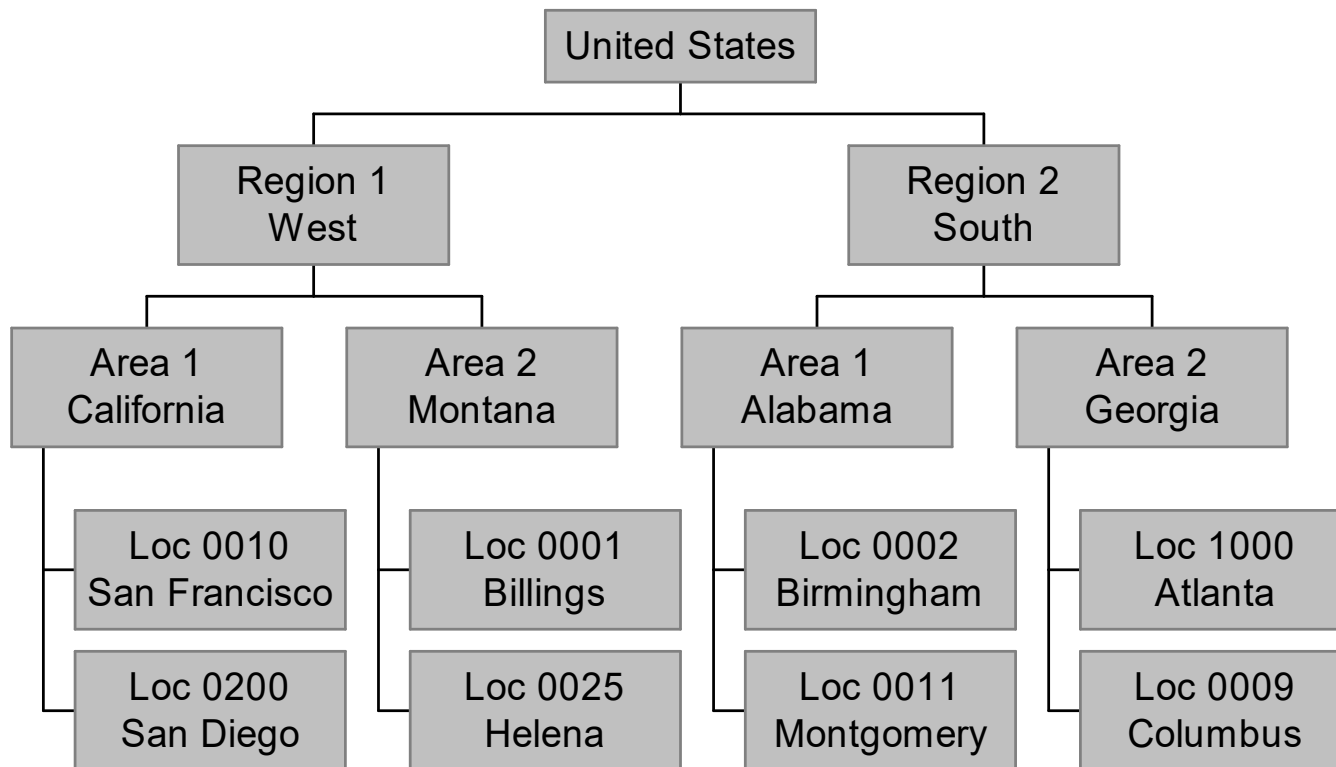 United States
Region 1
West
Region 2
South
Area 1
California
Area 2
Montana
Area 1
Alabama
Area 2
Georgia
Loc 0010
San Francisco
Loc 0001
Billings
Loc 0002
Birmingham
Loc 1000
Atlanta
Loc 0200
San Diego
Loc 0025
Helena
Loc 0011
Montgomery
Loc 0009
Columbus